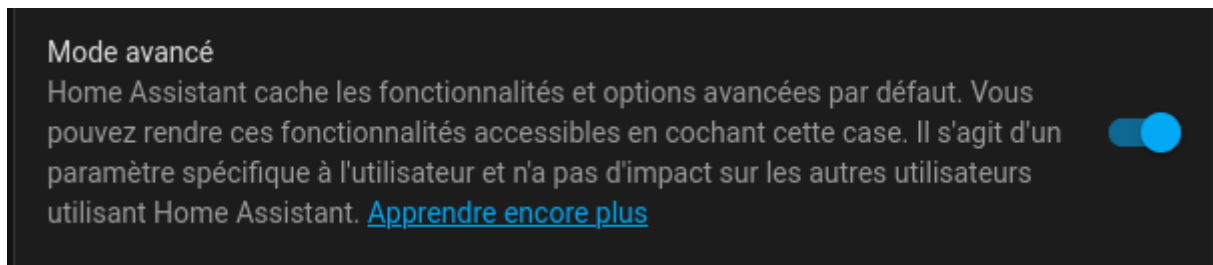 Mode avancé
Home Assistant cache les fonctionnalités et options avancées par défaut. Vous
pouvez rendre ces fonctionnalités accessibles en cochant cette case. Il s'agit d'un
paramètre spécifique à l'utilisateur et n'a pas d'impact sur les autres utilisateurs
utilisant Home Assistant. Apprendre encore plus